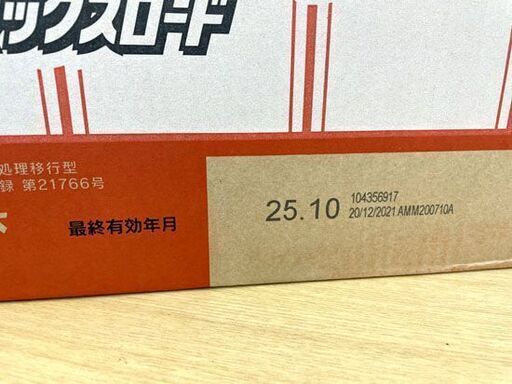 ックスロード
処理移行型
録 第21766号
最終有効年月
25.10
104356917
20/12/2021 AMM200710A